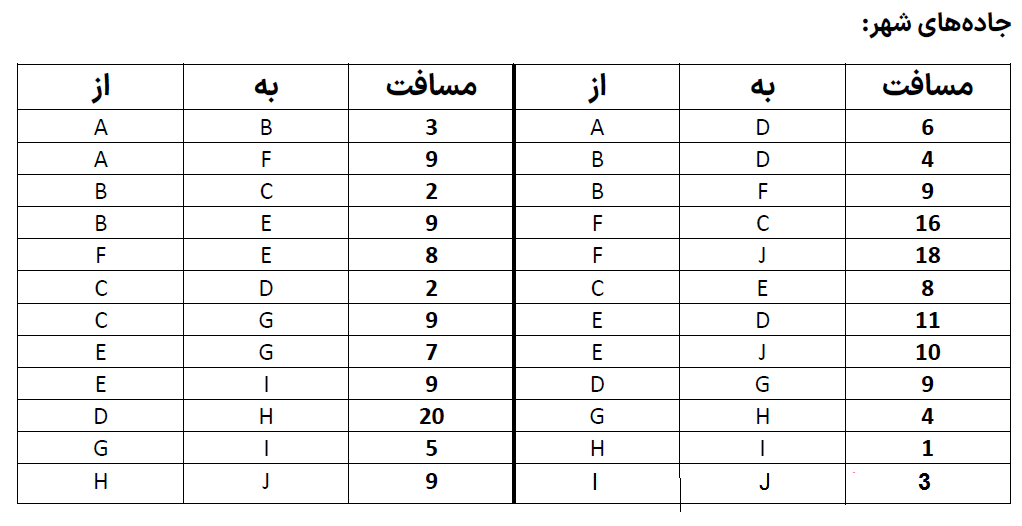 جاده‌های شهر:
از به مسافت از به مسافت
A B 3 A D 6
A F 9 B D 4
B C 2 B F 9
B E 9 F C 16
F E 8 F J 18
C D 2 C E 8
C G 9 E D 11
E G 7 E J 10
E I 9 D G 9
D H 20 G H 4
G I 5 H I 1
H J 9 I J 3